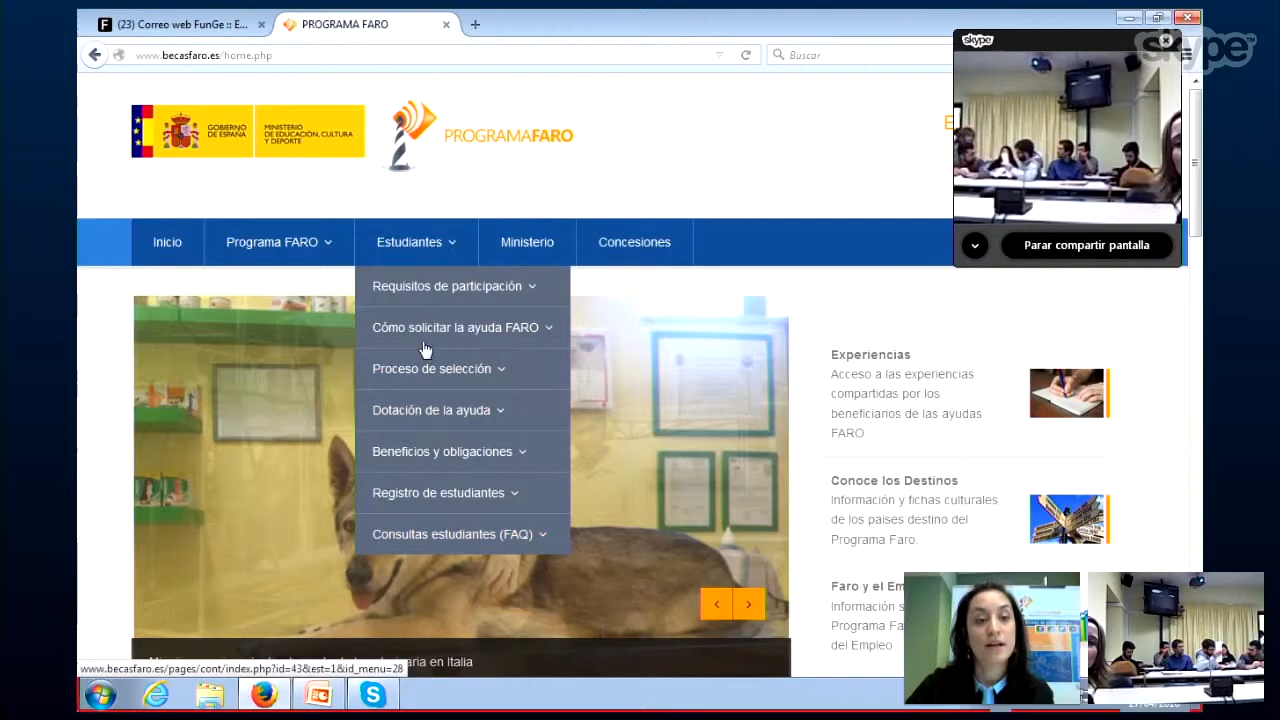 (23) Correo web FunGe :: E...
PROGRAMA FARO
www.becasfaro.es/home.php
Buscar
skype
skype™
GOBIERNO
DE ESPAÑA
MINISTERIO
DE EDUCACIÓN, CULTURA
Y DEPORTE
PROGRAMAFARO
Parar compartir pantalla
Inicio
Programa FARO
Estudiantes
Ministerio
Concesiones
Requisitos de participación
Cómo solicitar la ayuda FARO
Proceso de selección
Dotación de la ayuda
Beneficios y obligaciones
Registro de estudiantes
Consultas estudiantes (FAQ)
Experiencias
Acceso a las experiencias
compartidas por los
beneficiarios de las ayudas
FARO.
Conoce los Destinos
Información y fichas culturales
de los paises destino del
Programa Faro.
Faro y el Em
Información s
Programa Fa
del Empleo
en Italia
www.becasfaro.es/pages/cont/index.php?id=43&test=1&id_menu=28